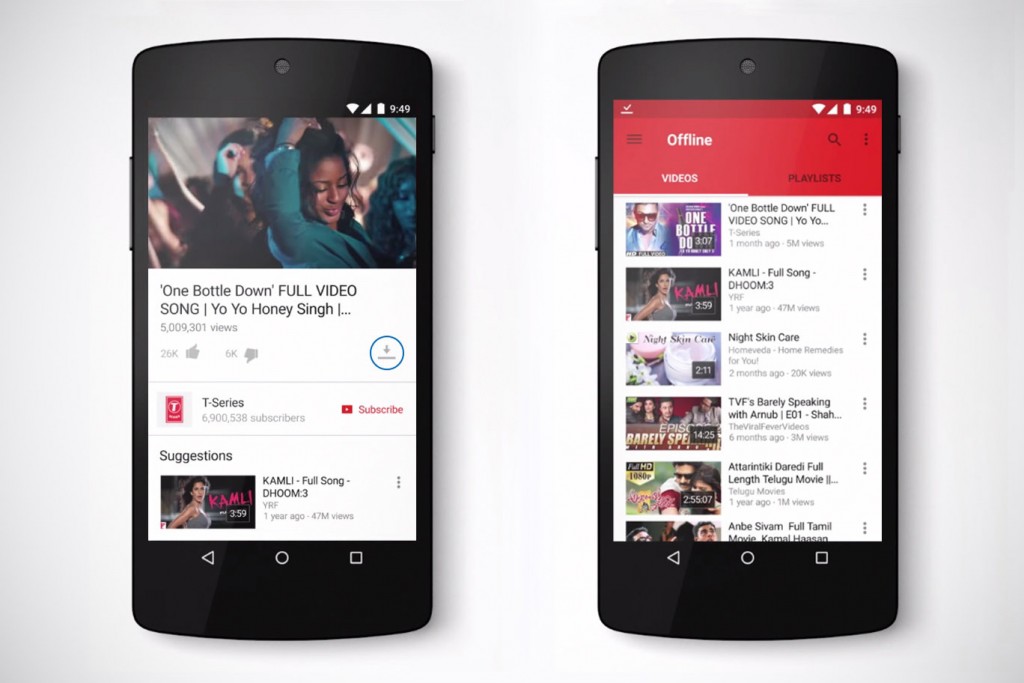 9:49
'One Bottle Down' FULL VIDEO
SONG | Yo Yo Honey Singh |...
5,009,301 views
26K 6K
T-Series
6,900,538 subscribers
Subscribe
Suggestions
KAMLI
3:59
KAMLI - Full Song -
DHOOM:3
YRF
1 year ago · 47M views
9:49
Offline
VIDEOS PLAYLISTS
ONE
BOTTLE
DO
3:07
HD FULL VIDEO
'One Bottle Down' FULL
VIDEO SONG | Yo Yo...
T-Series
1 month ago · 5M views
KAMLI
3:59
KAMLI - Full Song -
DHOOM:3
YRF
1 year ago · 47M views
Night Skin Care
2:11
Night Skin Care
Homeveda - Home Remedies
for You!
2 months ago · 20K views
EPISO
BARELY SPE
14:25
TVF's Barely Speaking
with Arnub | E01 - Shah...
TheViralFeverVideos
6 months ago · 3M views
Full HD
1080p
2:55:07
Attarintiki Daredi Full
Length Telugu Movie ||...
Telugu Movies
1 year ago · 1M views
Anbe Sivam Full Tamil
Movie Kamal Haasan